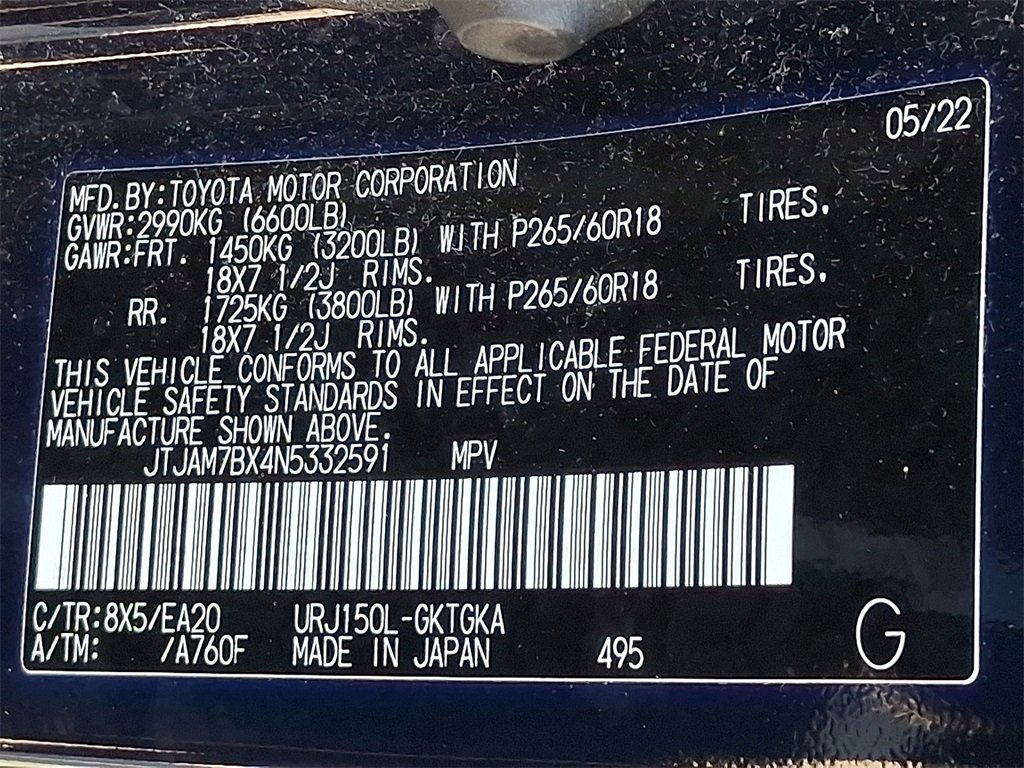 05/22
MFD. BY: TOYOTA MOTOR CORPORATION
GVWR: 2990KG (6600LB)
GAWR: FRT. 1450KG (3200LB) WITH P265/60R18 TIRES.
18X7 1/2J RIMS.
RR. 1725KG (3800LB) WITH P265/60R18 TIRES.
18X7 1/2J RIMS.
THIS VEHICLE CONFORMS TO ALL APPLICABLE FEDERAL MOTOR
VEHICLE SAFETY STANDARDS IN EFFECT ON THE DATE OF
MANUFACTURE SHOWN ABOVE.
JTJAM7BX4N5332591 MPV
C/TR: 8X5/EA20 URJ150L-GKTGKA
A/TM: /A760F MADE IN JAPAN 495
G